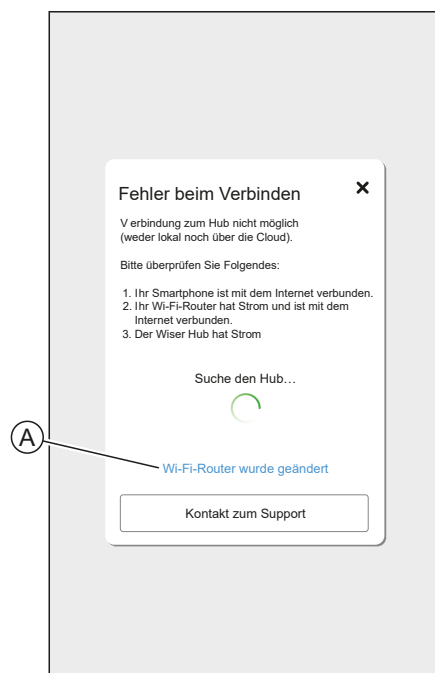 Fehler beim Verbinden
V erbindung zum Hub nicht möglich
(weder lokal noch über die Cloud).
Bitte überprüfen Sie Folgendes:
1. Ihr Smartphone ist mit dem Internet verbunden.
2. Ihr Wi-Fi-Router hat Strom und ist mit dem
Internet verbunden.
3. Der Wiser Hub hat Strom
Suche den Hub...
A
Wi-Fi-Router wurde geändert
Kontakt zum Support